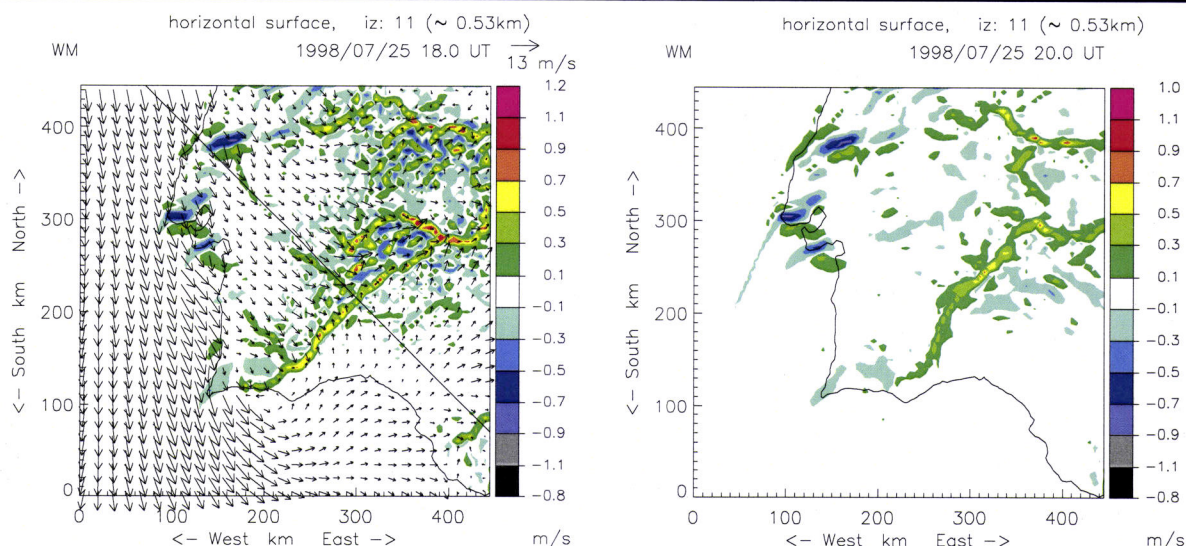 horizontal surface, iz: 11 (~ 0.53km)
WM 1998/07/25 18.0 UT
13 m/s
1.2
1.1
0.9
0.7
0.5
0.3
0.1
−0.1
−0.3
−0.5
−0.7
−0.9
−1.1
−0.8
m/s
<- South km North ->
400
300
200
100
0
0 100 200 300 400
<- West km East ->
horizontal surface, iz: 11 (~ 0.53km)
WM 1998/07/25 20.0 UT
1.0
1.1
0.9
0.7
0.5
0.3
0.1
−0.1
−0.3
−0.5
−0.7
−0.9
−1.1
−0.8
m/s
<- South km North ->
400
300
200
100
0
0 100 200 300 400
<- West km East ->